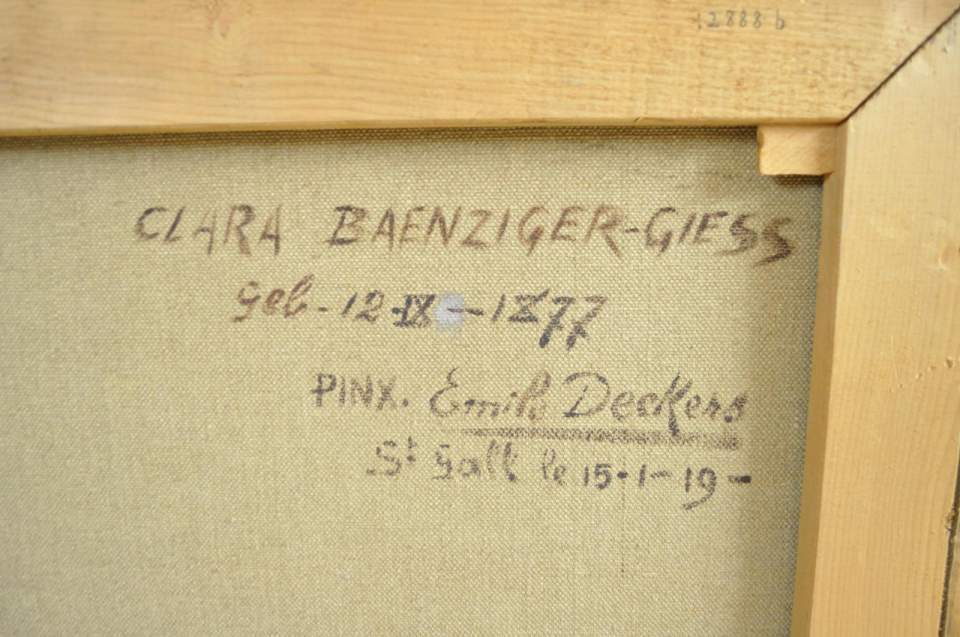 12888 b
CLARA BAENZIGER-GIESS
geb - 12 - IX - 1877
PINX. Emile Deckers
St Gall le 15-1-19-